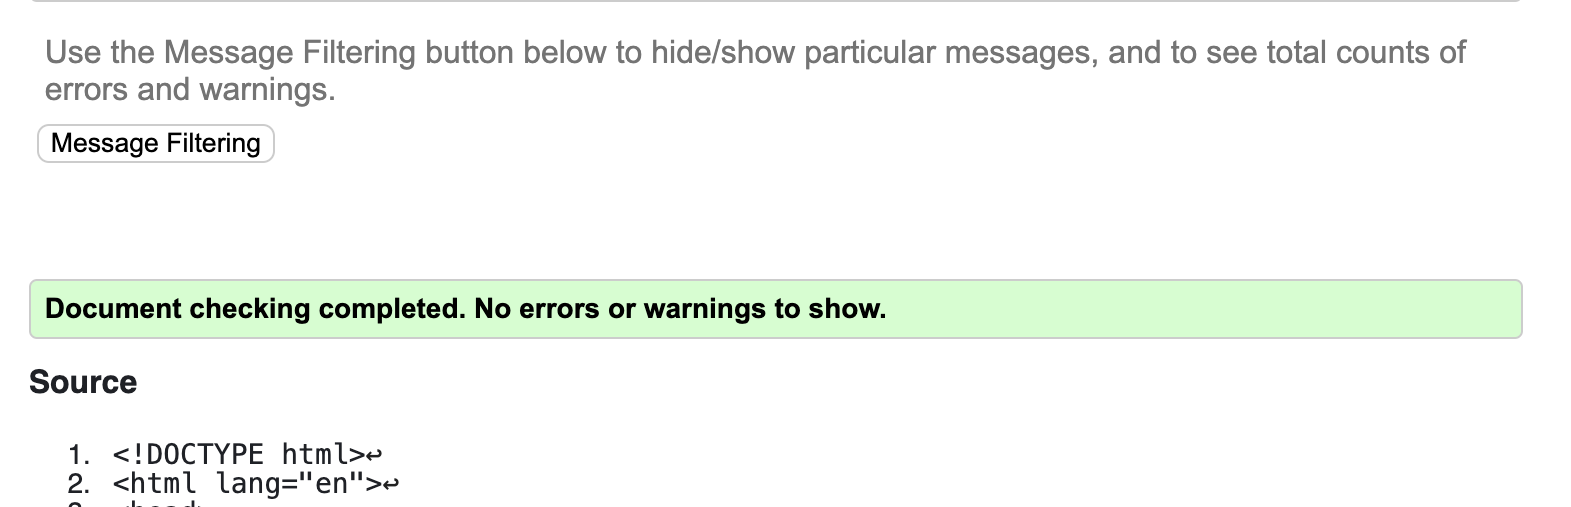 Use the Message Filtering button below to hide/show particular messages, and to see total counts of
errors and warnings.
Message Filtering
Document checking completed. No errors or warnings to show.
Source
1. <!DOCTYPE html>↩
2. <html lang="en">↩